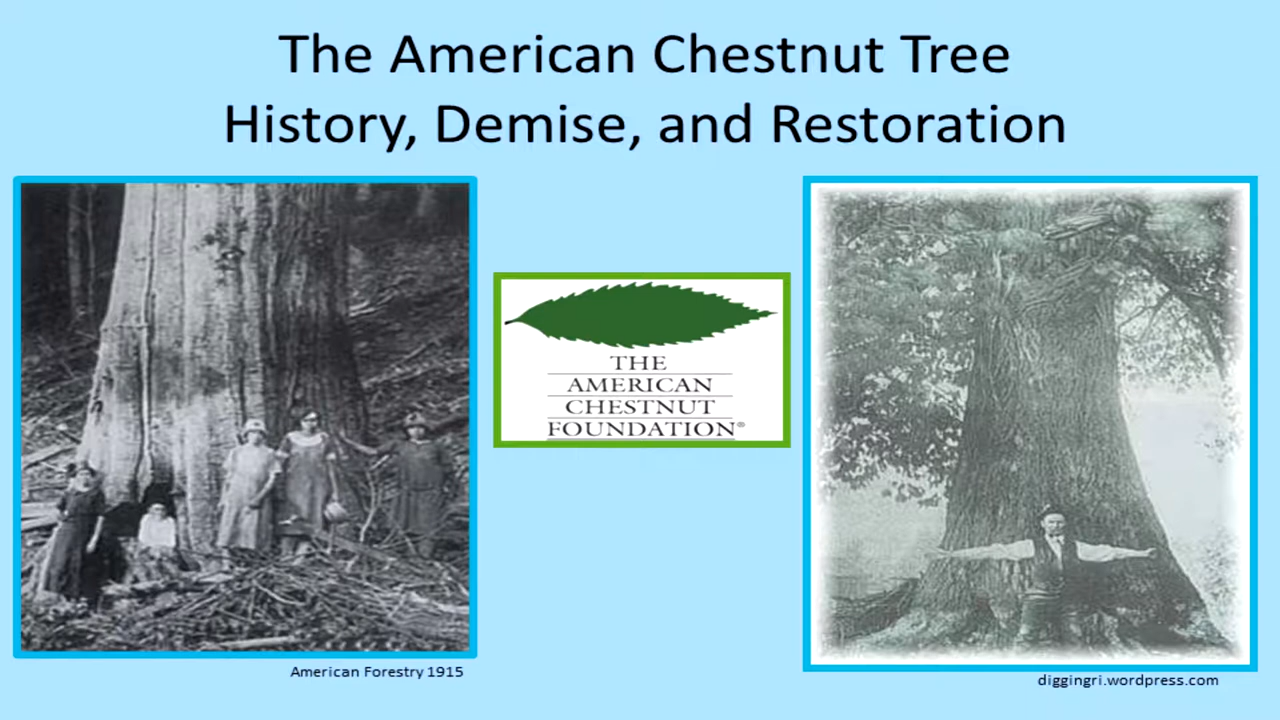 The American Chestnut Tree
History, Demise, and Restoration
THE
AMERICAN
CHESTNUT
FOUNDATION®
American Forestry 1915
diggingri.wordpress.com